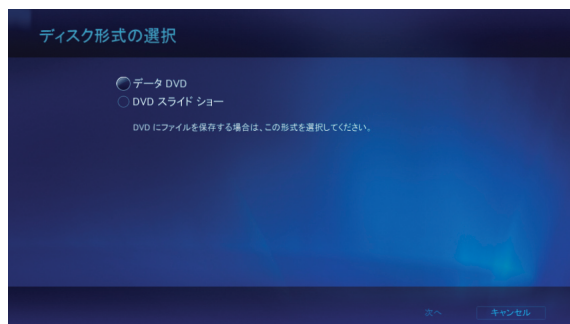 ディスク形式の選択
データ DVD
DVD スライド ショー
DVD にファイルを保存する場合は、この形式を選択してください。
次へ
キャンセル